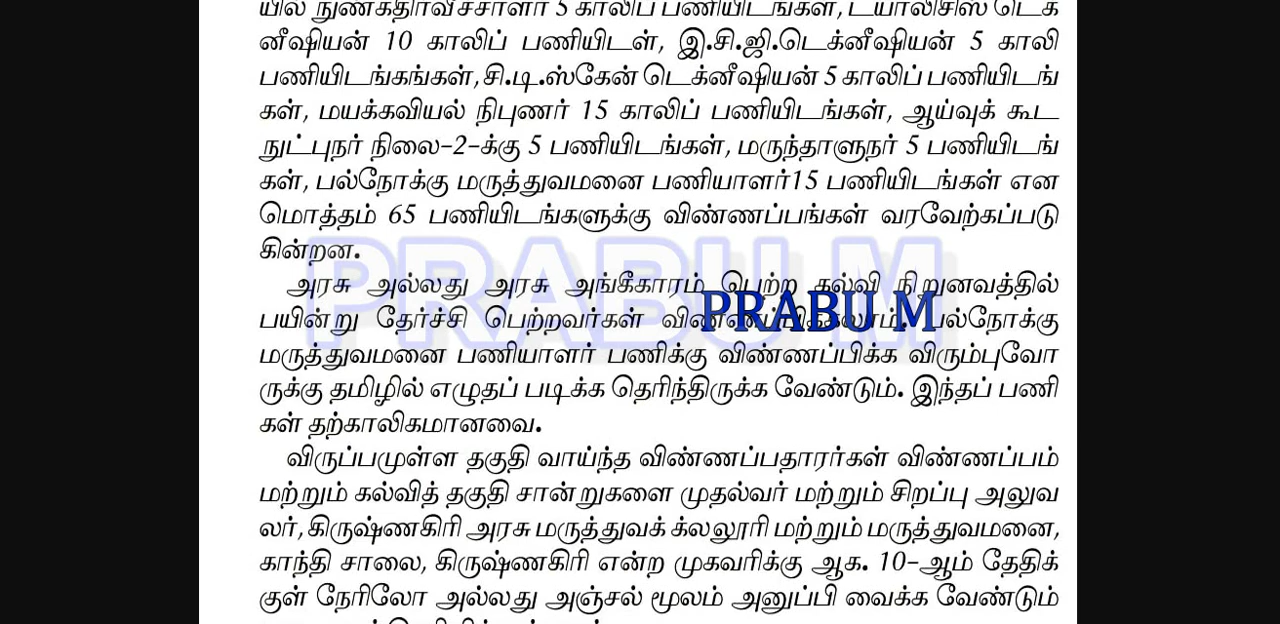 யில் நுண்கதிர்வீச்சாளர் 5 காலிப் பணியிடங்கள், டயாலிசிஸ் டெக்
னீஷியன் 10 காலிப் பணியிடள், இ.சி.ஜி.டெக்னீஷியன் 5 காலி
பணியிடங்கங்கள், சி.டி.ஸ்கேன் டெக்னீஷியன் 5 காலிப் பணியிடங்
கள், மயக்கவியல் நிபுணர் 15 காலிப் பணியிடங்கள், ஆய்வுக் கூட
நுட்புநர் நிலை-2-க்கு 5 பணியிடங்கள், மருந்தாளுநர் 5 பணியிடங்
கள், பல்நோக்கு மருத்துவமனை பணியாளர்15 பணியிடங்கள் என
மொத்தம் 65 பணியிடங்களுக்கு விண்ணப்பங்கள் வரவேற்கப்படு
கின்றன.
PRABU M
அரசு அல்லது அரசு அங்கீகாரம் பெற்ற கல்வி நிறுவனத்தில்
பயின்று தேர்ச்சி பெற்றவர்கள் விண்ணப்பிக்கலாம். பல்நோக்கு
PRABU M
மருத்துவமனை பணியாளர் பணிக்கு விண்ணப்பிக்க விரும்புவோ
ருக்கு தமிழில் எழுதப் படிக்க தெரிந்திருக்க வேண்டும். இந்தப் பணி
கள் தற்காலிகமானவை.
விருப்பமுள்ள தகுதி வாய்ந்த விண்ணப்பதாரர்கள் விண்ணப்பம்
மற்றும் கல்வித் தகுதி சான்றுகளை முதல்வர் மற்றும் சிறப்பு அலுவ
லர், கிருஷ்ணகிரி அரசு மருத்துவக் க்லலூரி மற்றும் மருத்துவமனை,
காந்தி சாலை, கிருஷ்ணகிரி என்ற முகவரிக்கு ஆக. 10-ஆம் தேதிக்
குள் நேரிலோ அல்லது அஞ்சல் மூலம் அனுப்பி வைக்க வேண்டும்